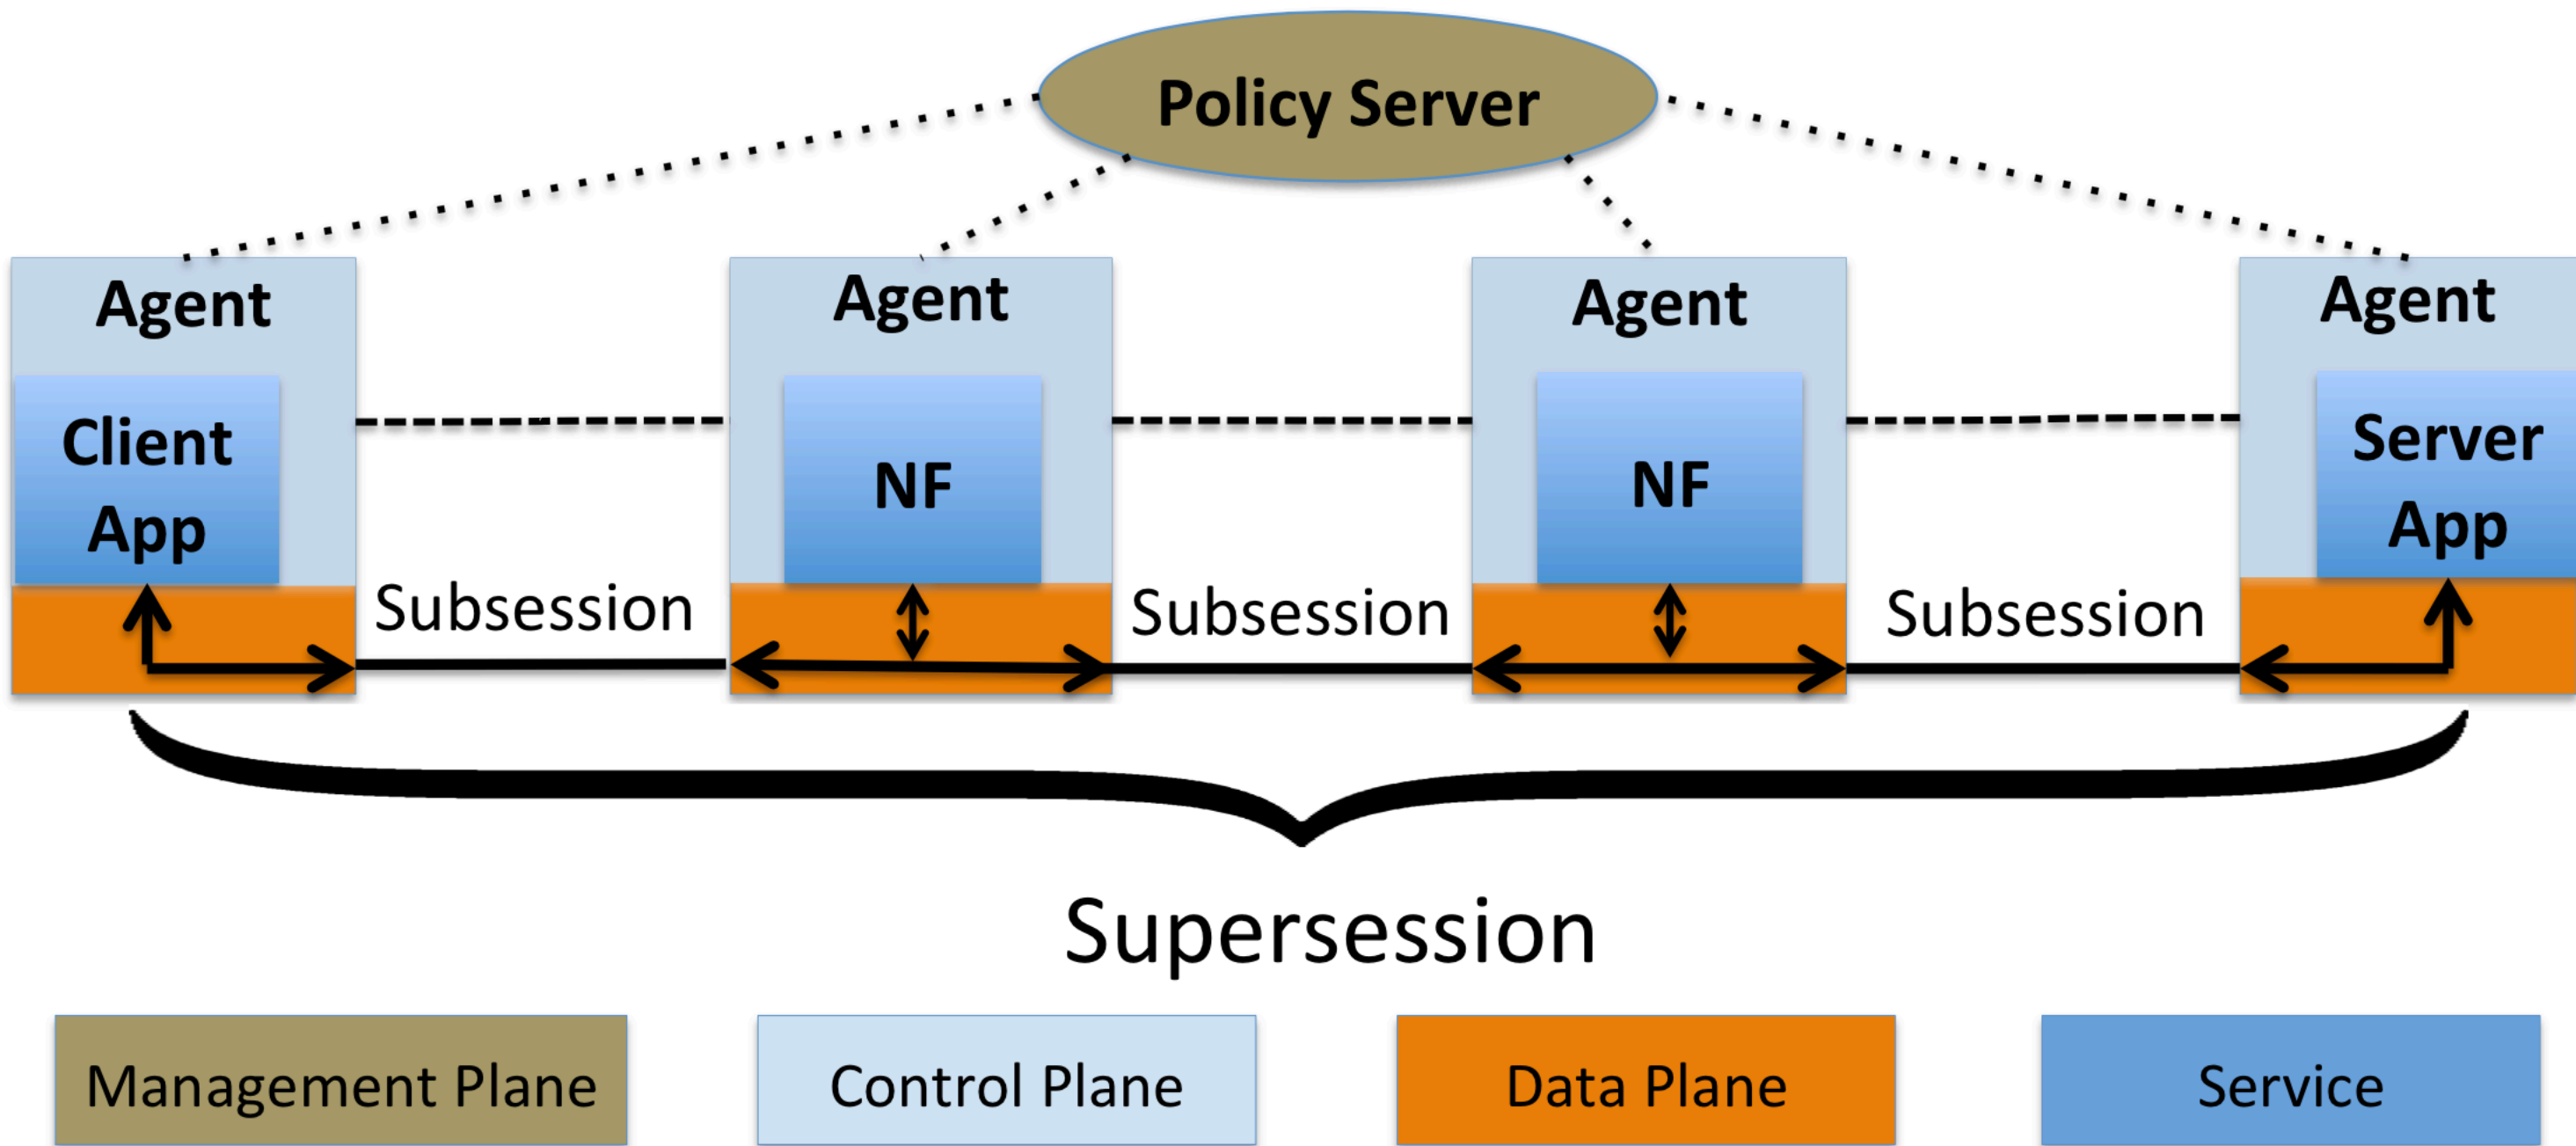 Policy Server
Agent
Agent
Agent
Agent
Client
App
NF
NF
Server
App
Subsession
Subsession
Subsession
Supersession
Management Plane
Control Plane
Data Plane
Service